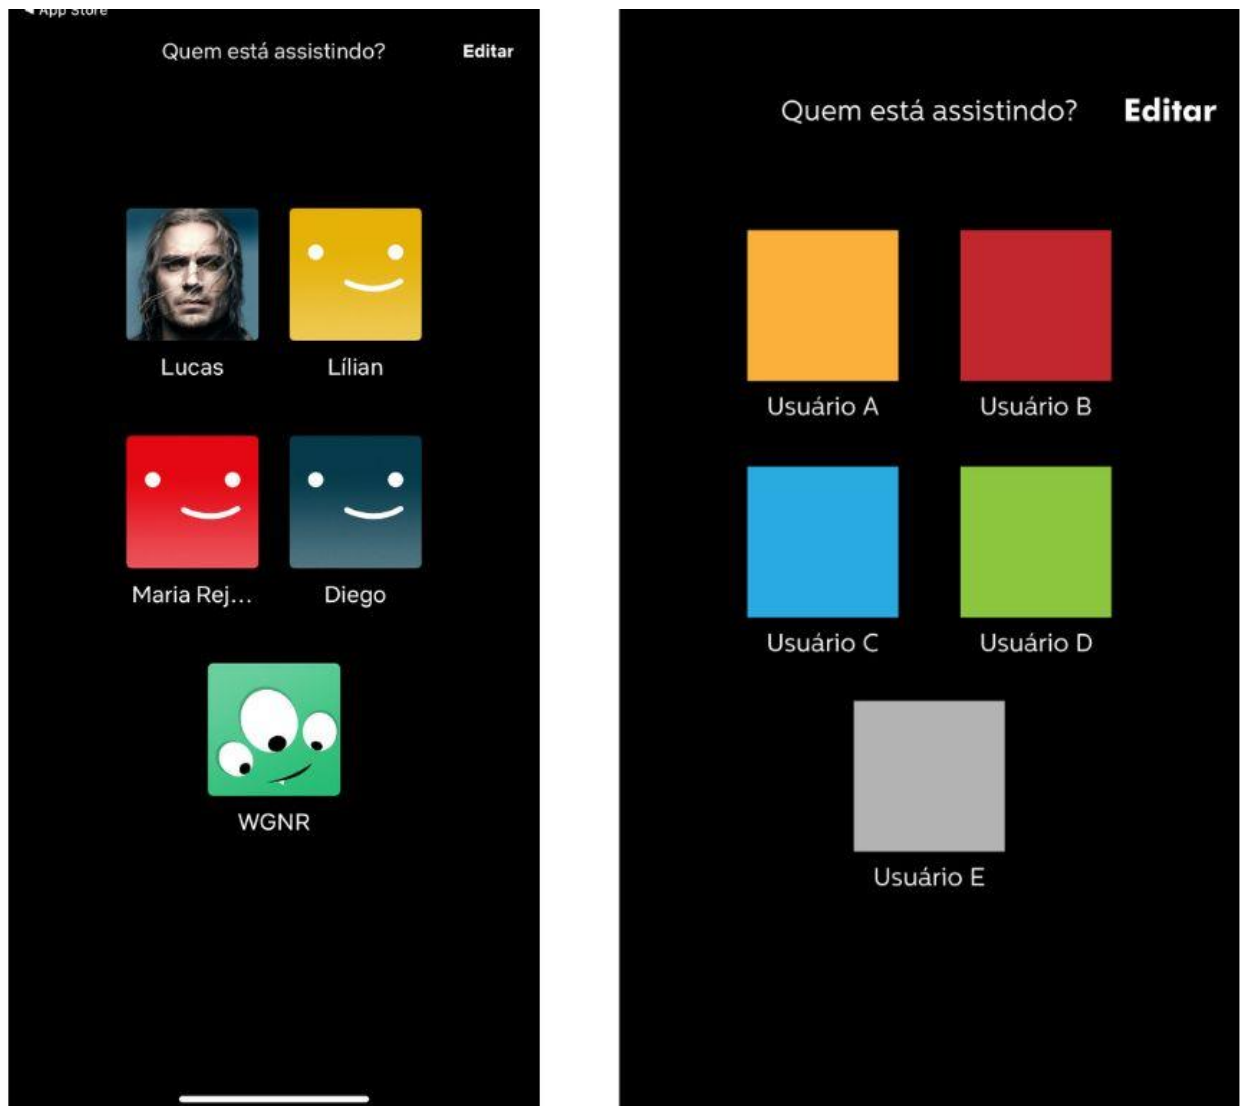 ◄ App Store
Quem está assistindo?
Editar
Lucas
Lílian
Maria Rej...
Diego
WGNR
Quem está assistindo?
Editar
Usuário A
Usuário B
Usuário C
Usuário D
Usuário E